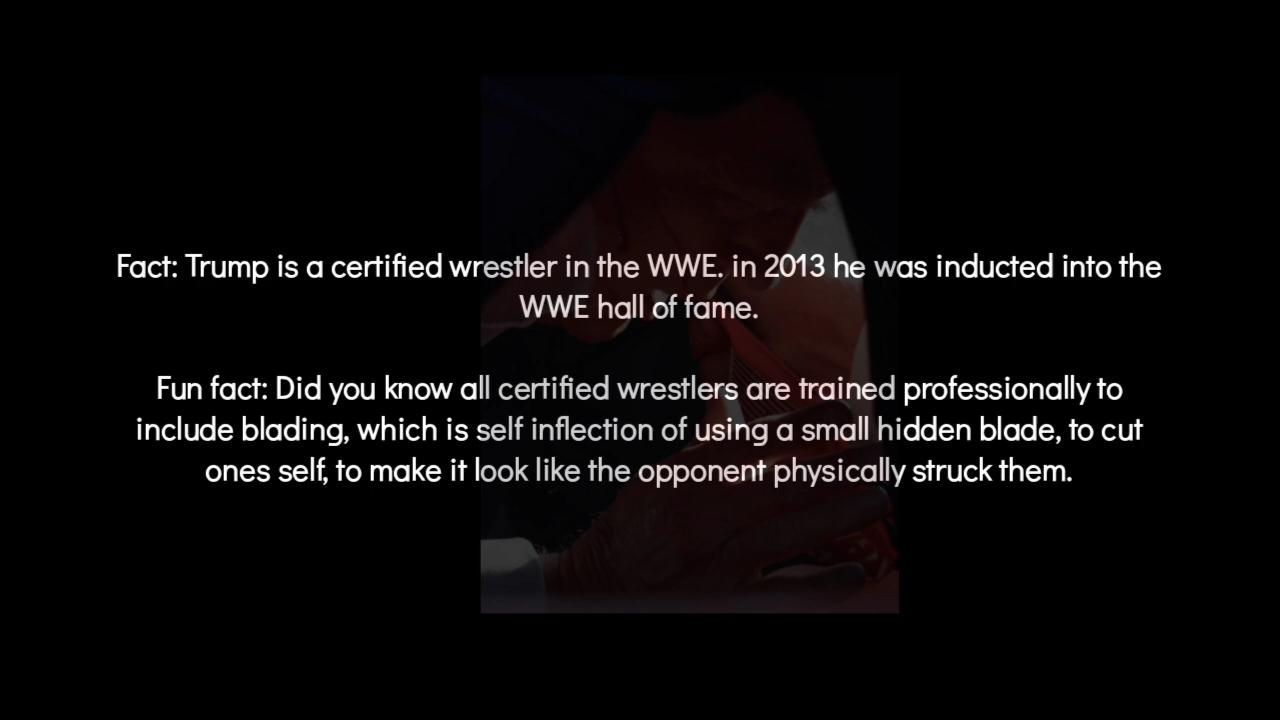 Fact: Trump is a certified wrestler in the WWE. in 2013 he was inducted into the
WWE hall of fame.
Fun fact: Did you know all certified wrestlers are trained professionally to
include blading, which is self inflection of using a small hidden blade, to cut
ones self, to make it look like the opponent physically struck them.